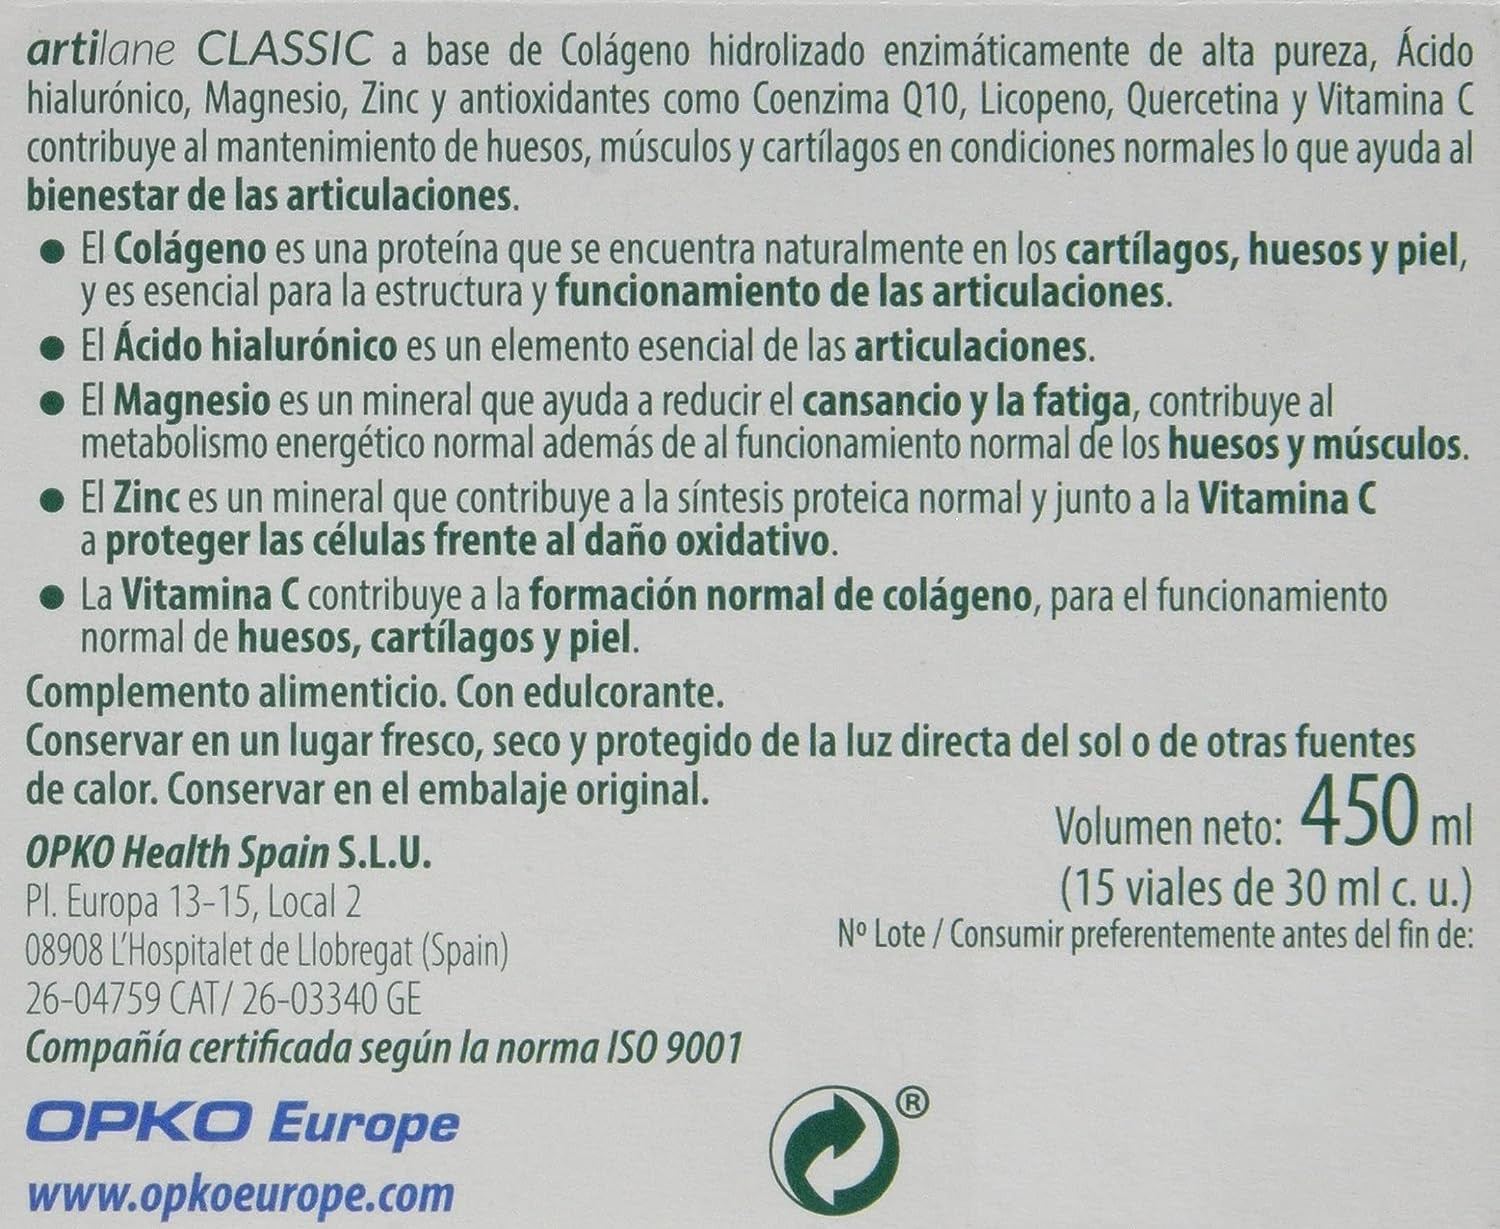 artilane CLASSIC a base de Colágeno hidrolizado enzimáticamente de alta pureza, Ácido
hialurónico, Magnesio, Zinc y antioxidantes como Coenzima Q10, Licopeno, Quercetina y Vitamina C
contribuye al mantenimiento de huesos, músculos y cartílagos en condiciones normales lo que ayuda al
bienestar de las articulaciones.
● El Colágeno es una proteína que se encuentra naturalmente en los cartílagos, huesos y piel,
y es esencial para la estructura y funcionamiento de las articulaciones.
● El Ácido hialurónico es un elemento esencial de las articulaciones.
● El Magnesio es un mineral que ayuda a reducir el cansancio y la fatiga, contribuye al
metabolismo energético normal además de al funcionamiento normal de los huesos y músculos.
● El Zinc es un mineral que contribuye a la síntesis proteica normal y junto a la Vitamina C
a proteger las células frente al daño oxidativo.
● La Vitamina C contribuye a la formación normal de colágeno, para el funcionamiento
normal de huesos, cartílagos y piel.
Complemento alimenticio. Con edulcorante.
Conservar en un lugar fresco, seco y protegido de la luz directa del sol o de otras fuentes
de calor. Conservar en el embalaje original.
Volumen neto: 450 ml
(15 viales de 30 ml c. u.)
Nº Lote / Consumir preferentemente antes del fin de:
OPKO Health Spain S.L.U.
Pl. Europa 13-15, Local 2
08908 L'Hospitalet de Llobregat (Spain)
26-04759 CAT/ 26-03340 GE
Compañía certificada según la norma ISO 9001
OPKO Europe
www.opkoeurope.com
®